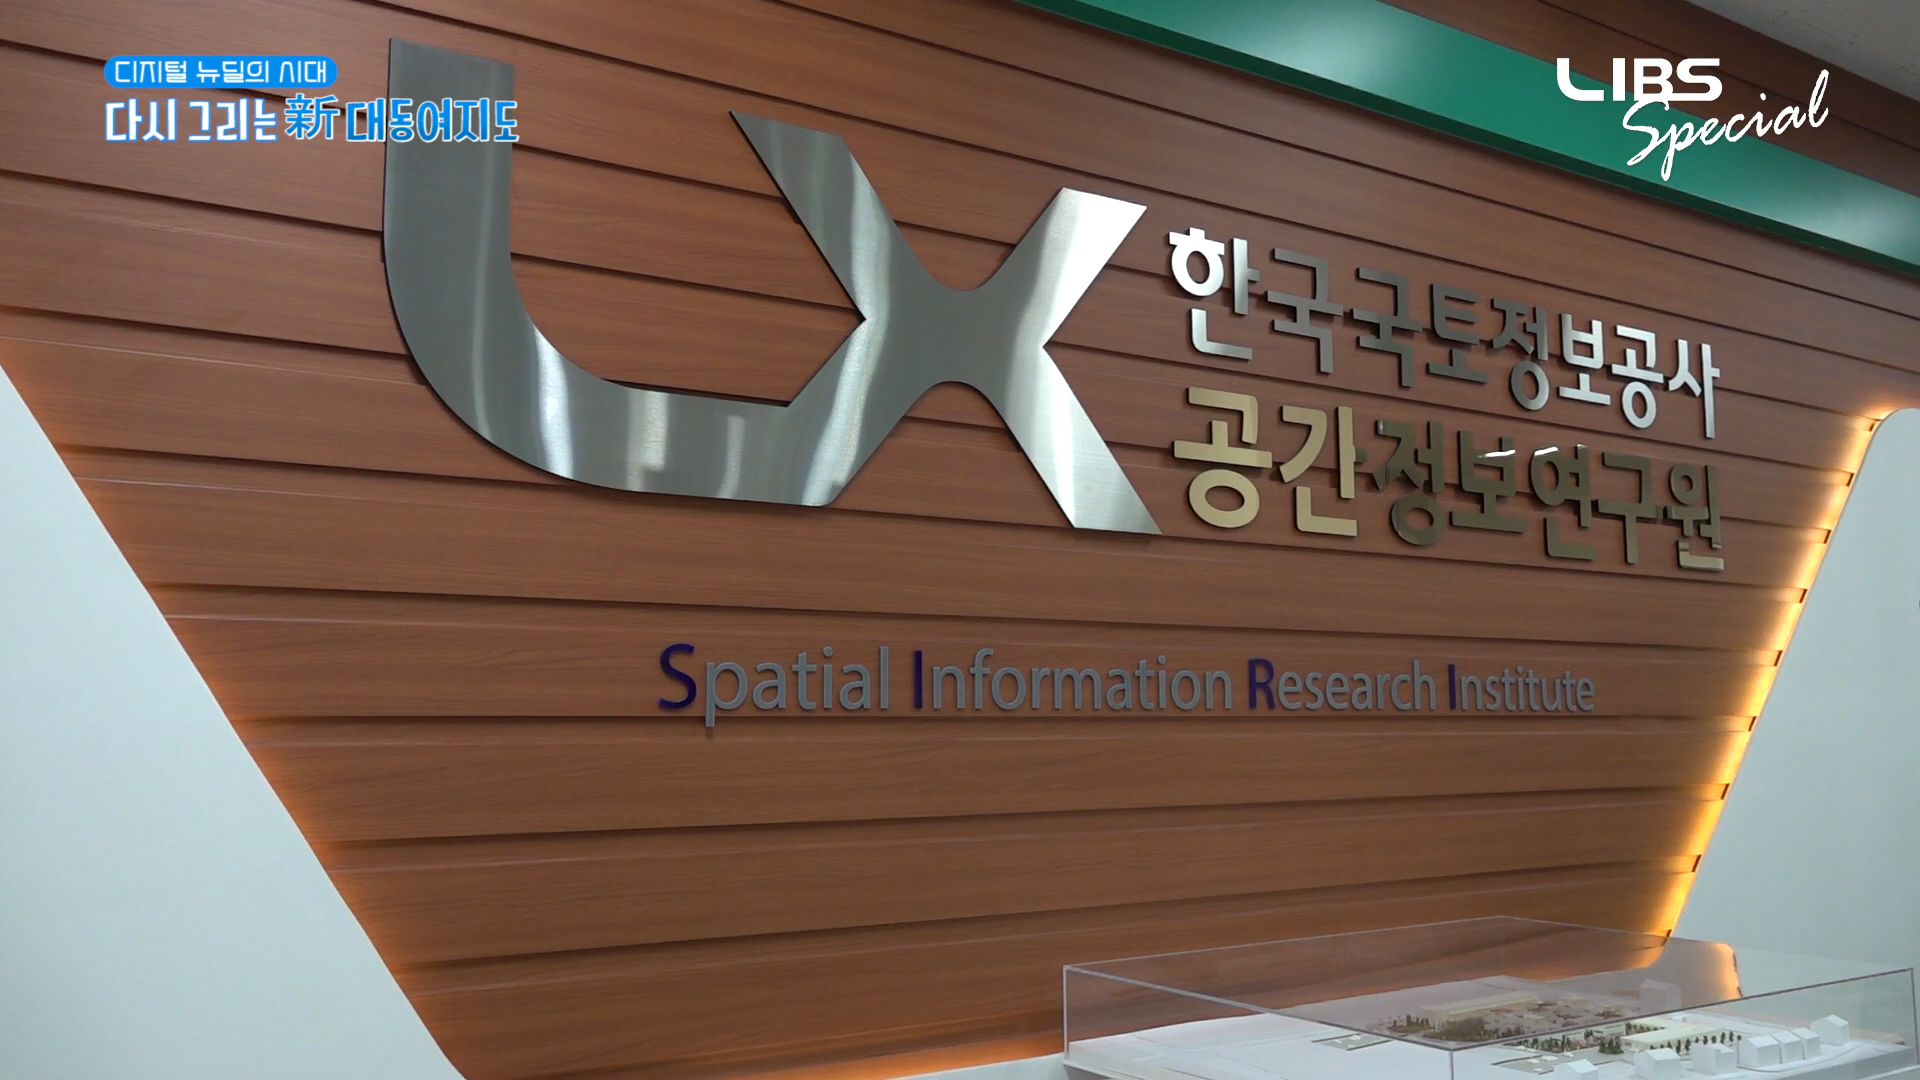 디지털 뉴딜의 시대
다시 그리는 新 대동여지도
LIBS
Special
LX
한국국토정보공사
공간정보연구원
Spatial Information Research Institute